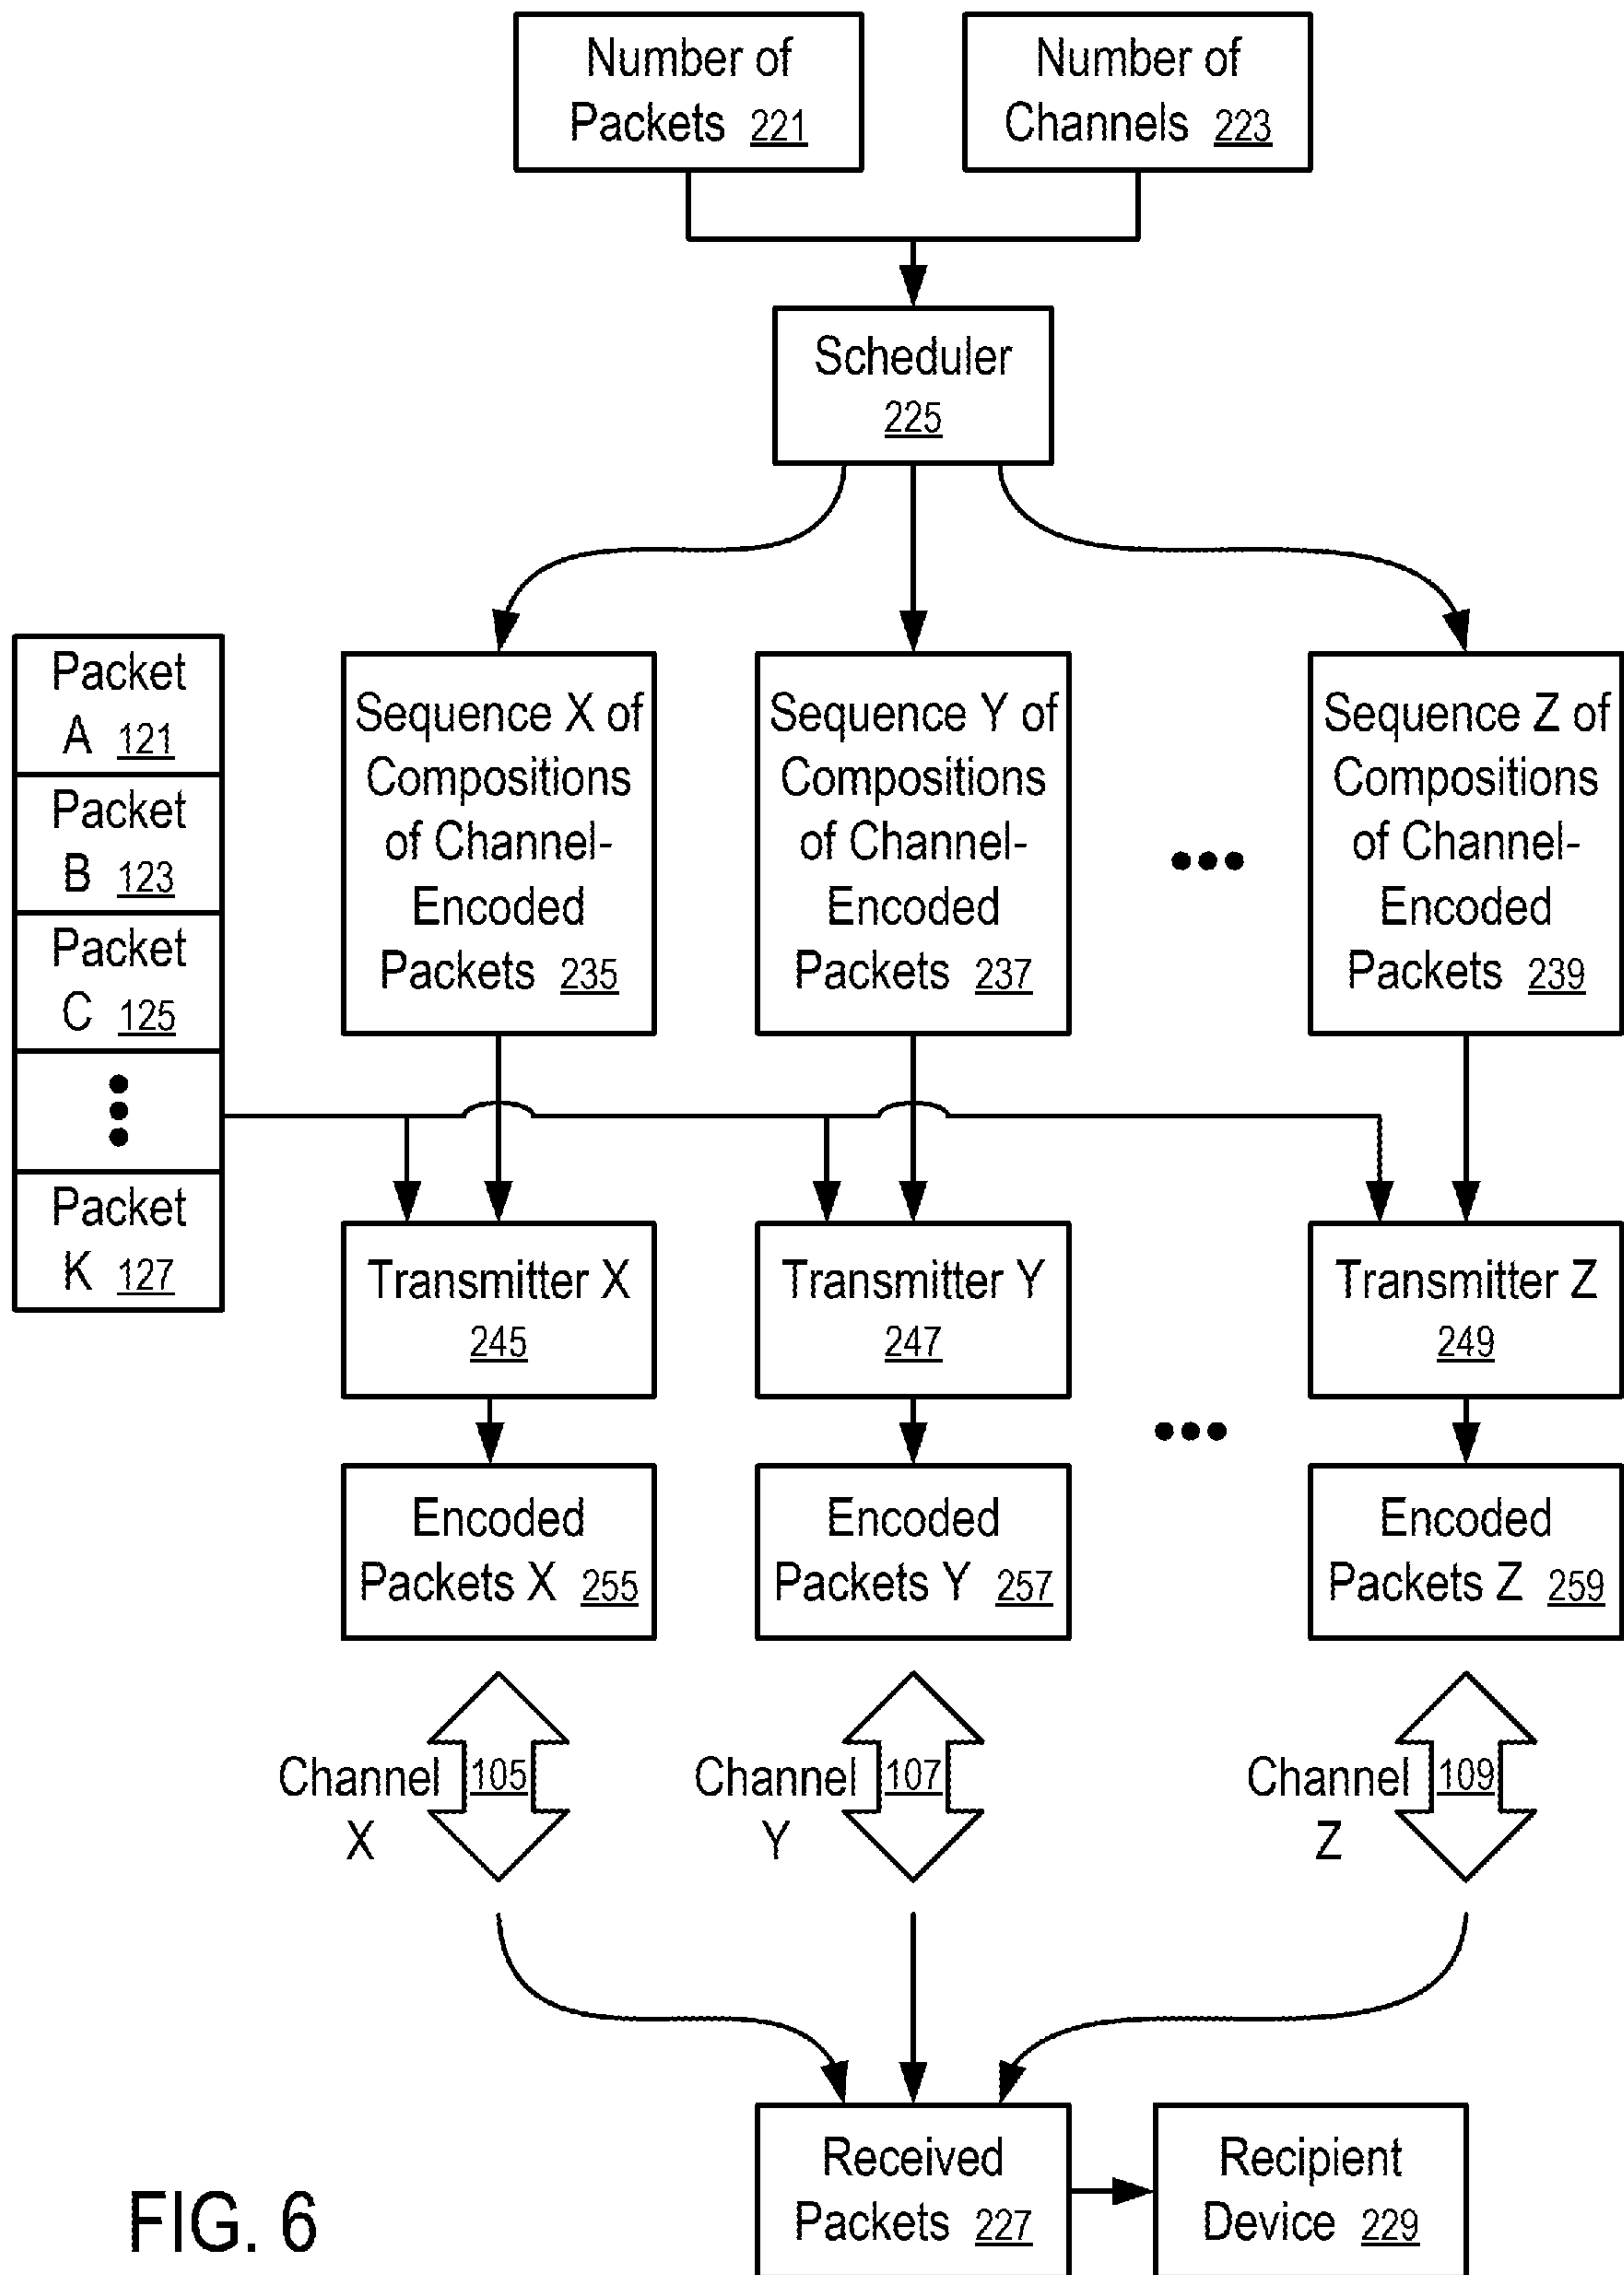 Number of
Packets 221
Number of
Channels 223
Scheduler
225
Packet
A 121
Packet
B 123
Packet
C 125
Packet
K 127
Sequence X of
Compositions
of Channel-
Encoded
Packets 235
Sequence Y of
Compositions
of Channel-
Encoded
Packets 237
Sequence Z of
Compositions
of Channel-
Encoded
Packets 239
Transmitter X
245
Transmitter Y
247
Transmitter Z
249
Encoded
Packets X 255
Encoded
Packets Y 257
Encoded
Packets Z 259
Channel 105
X
Channel 107
Y
Channel 109
Z
Received
Packets 227
Recipient
Device 229
FIG. 6